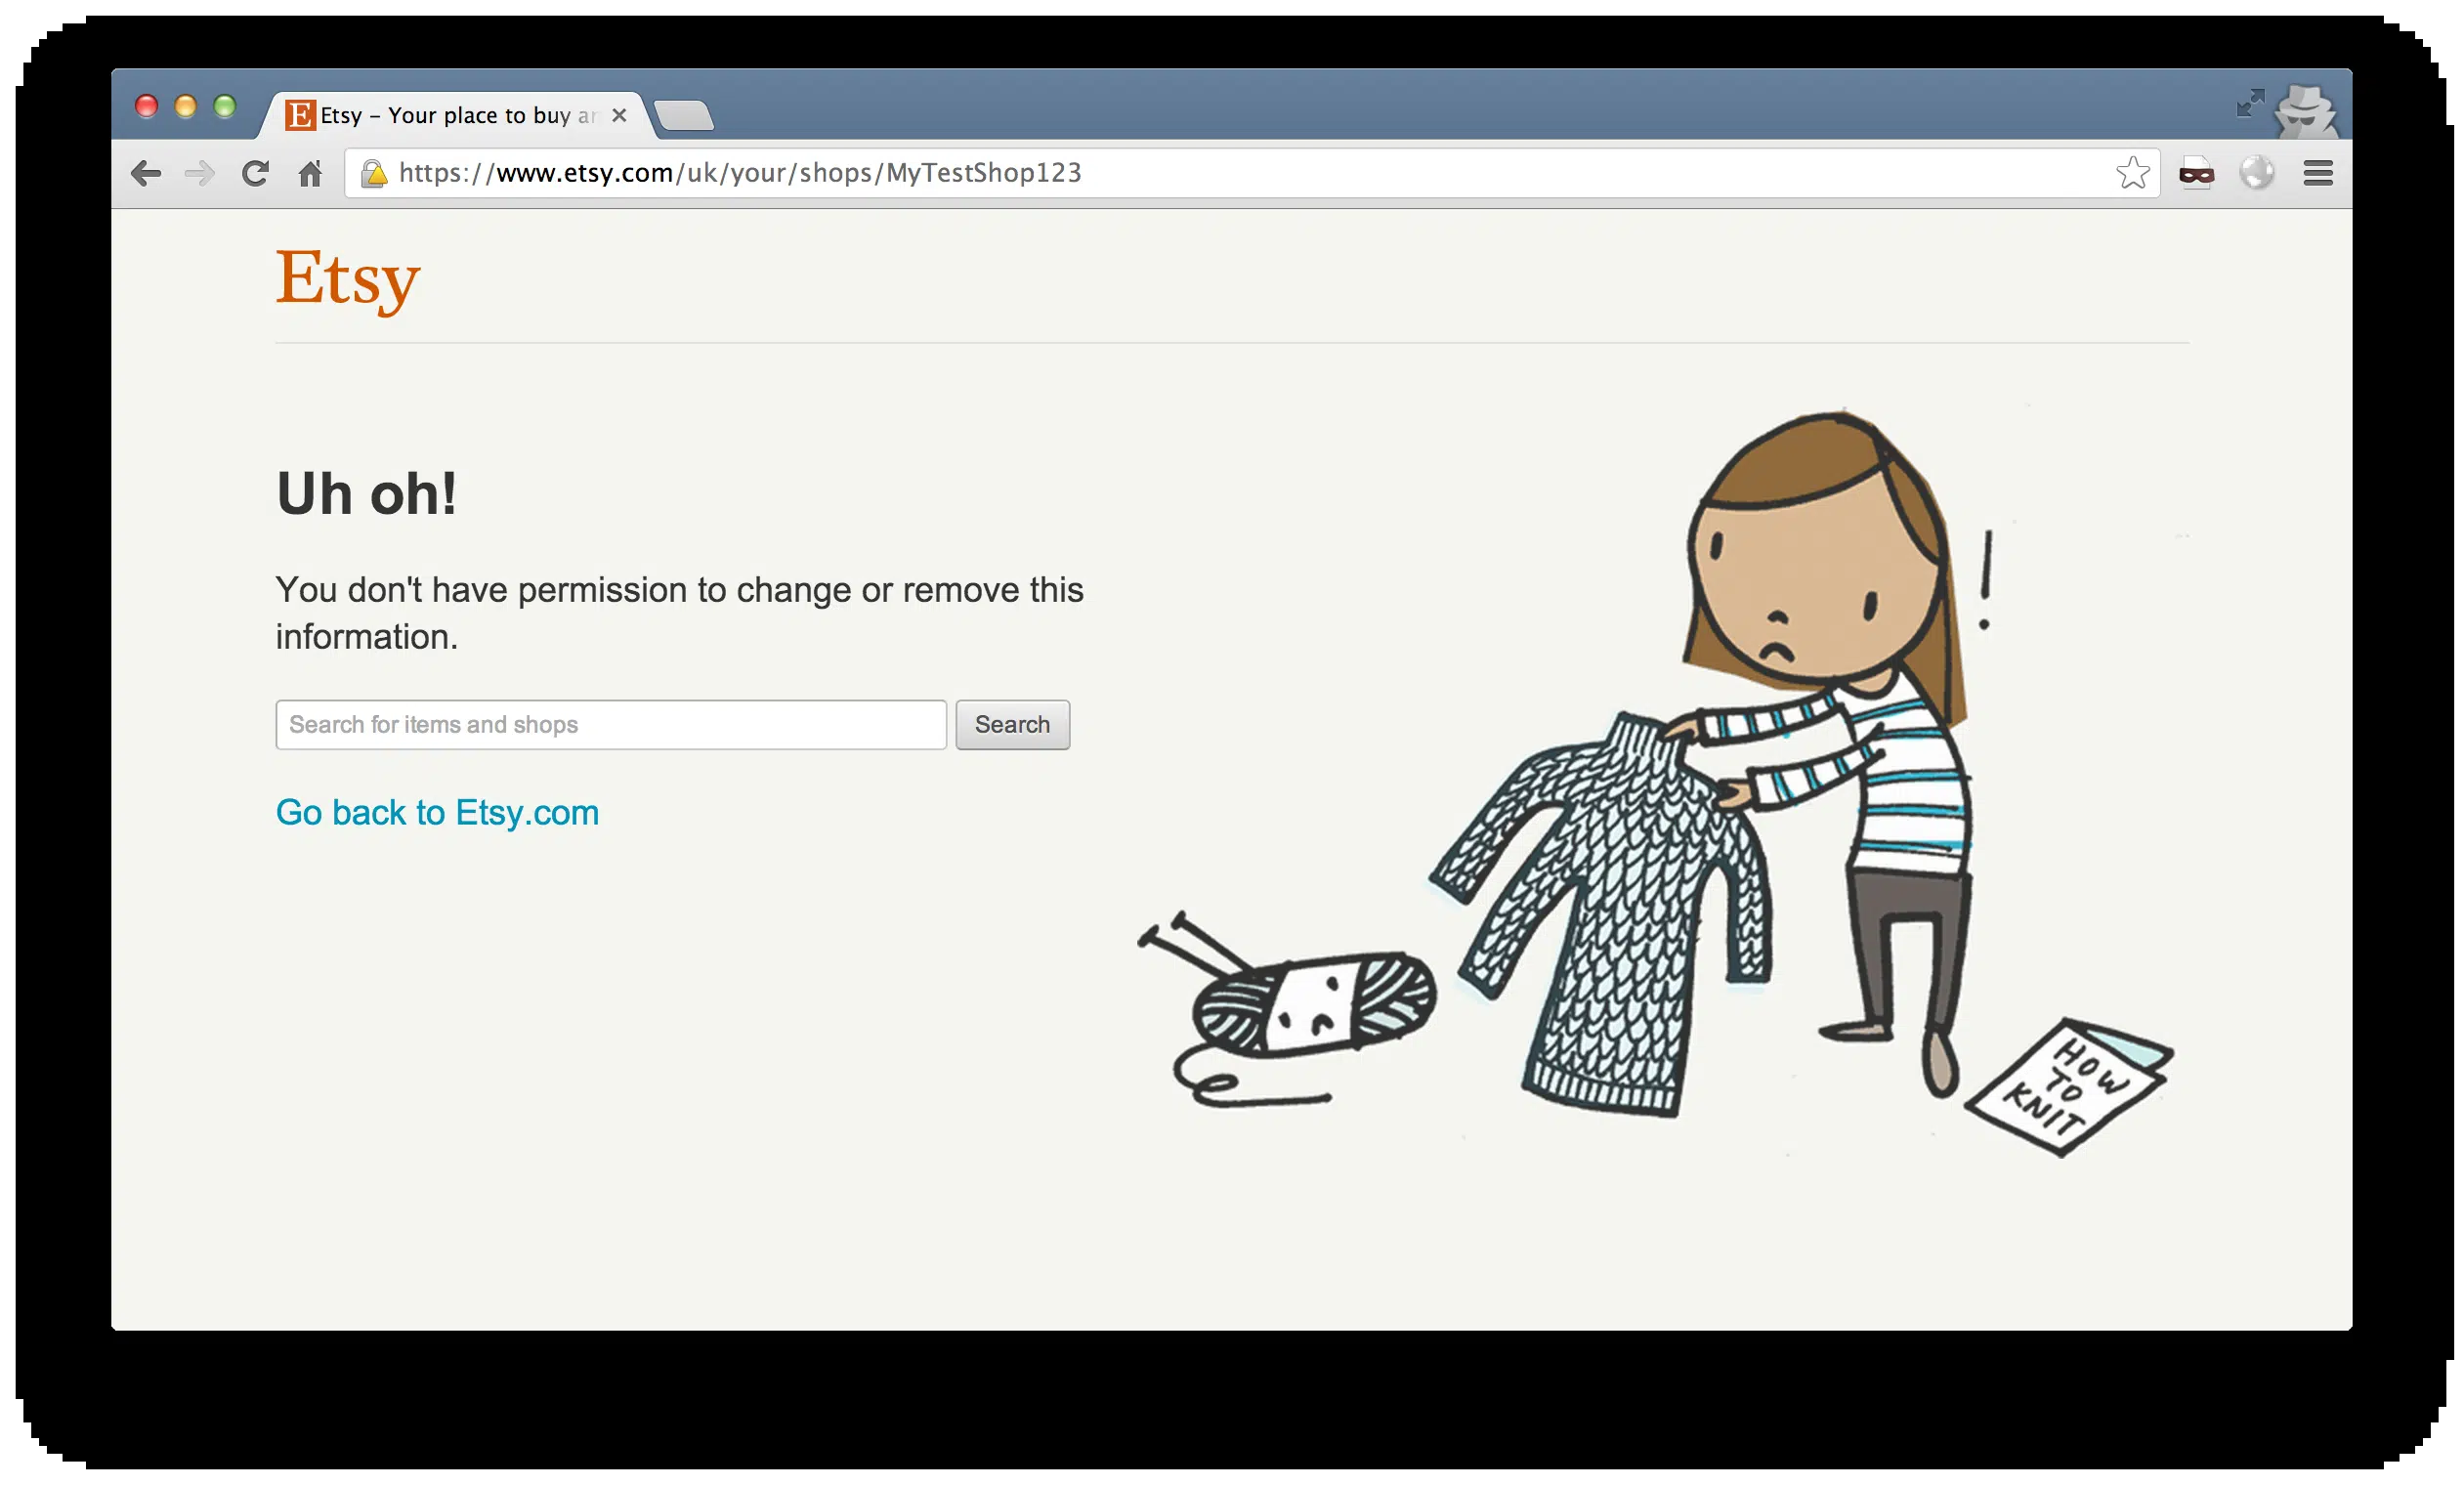 Etsy – Your place to buy an
https://www.etsy.com/uk/your/shops/MyTestShop123
Etsy
Uh oh!
You don't have permission to change or remove this
information.
Search for items and shops
Search
Go back to Etsy.com
!
HOW
TO
KNIT